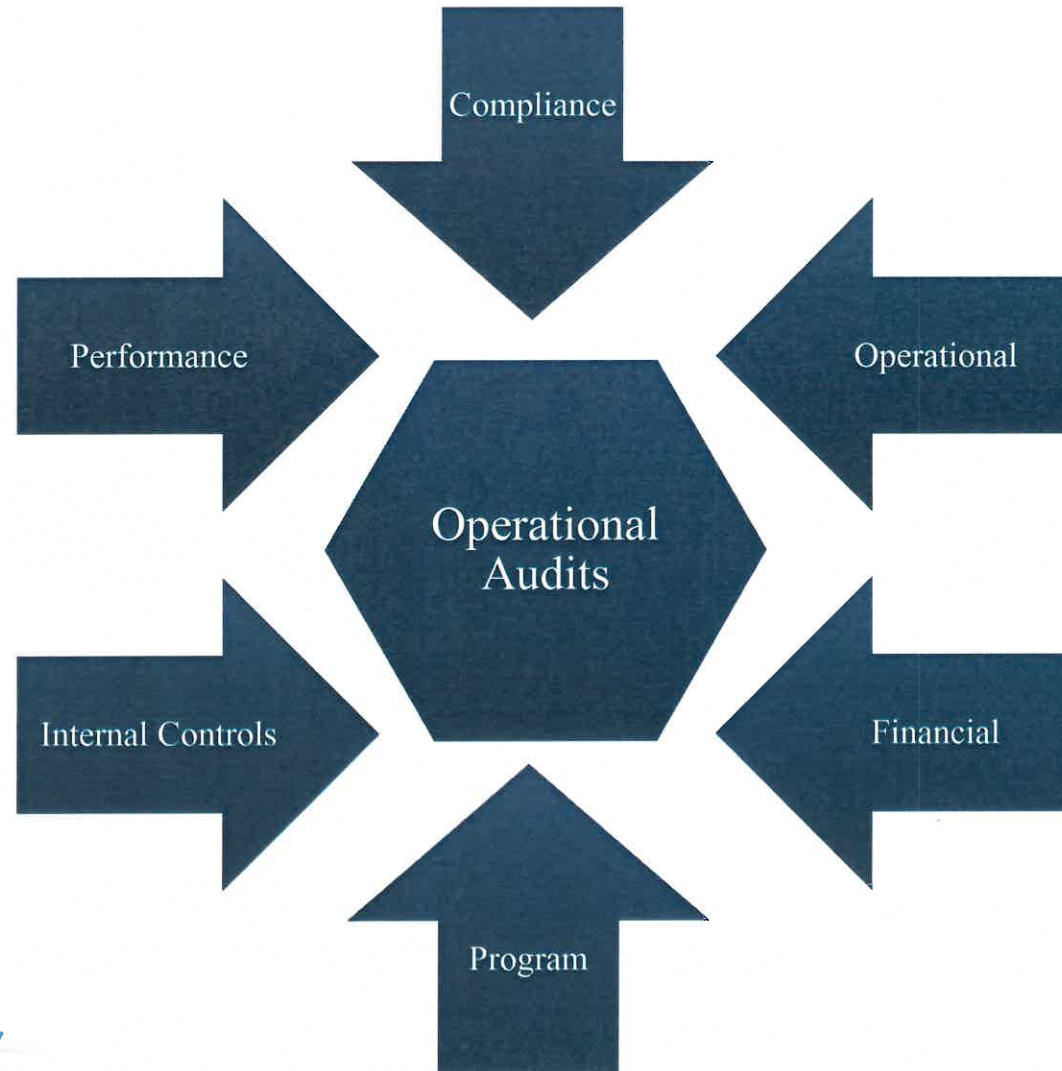 Compliance
Performance
Operational
Operational
Audits
Internal Controls
Financial
Program